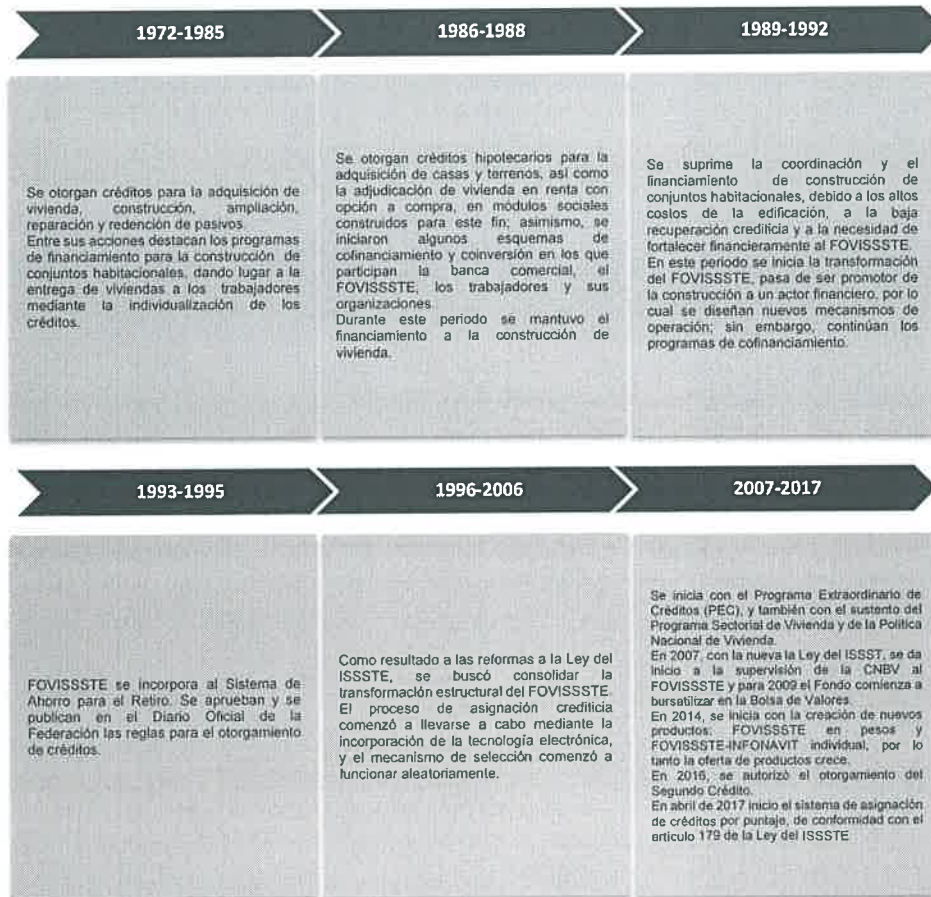 1972-1985
1986-1988
1989-1992
Se otorgan créditos para la adquisición de
vivienda, construcción, ampliación,
reparación y redención de pasivos.
Entre sus acciones destacan los programas
de financiamiento para la construcción de
conjuntos habitacionales, dando lugar a la
entrega de viviendas a los trabajadores
mediante la individualización de los
créditos.
Se otorgan créditos hipotecarios para la
adquisición de casas y terrenos, así como
la adjudicación de vivienda en renta con
opción a compra, en módulos sociales
construidos para este fin; asimismo, se
iniciaron algunos esquemas de
cofinanciamiento y coinversión en los que
participan la banca comercial, el
FOVISSSTE, los trabajadores y sus
organizaciones.
Durante este periodo se mantuvo el
financiamiento a la construcción de
vivienda.
Se suprime la coordinación y el
financiamiento de construcción de
conjuntos habitacionales, debido a los altos
costos de la edificación, a la baja
recuperación crediticia y a la necesidad de
fortalecer financieramente al FOVISSSTE.
En este periodo se inicia la transformación
del FOVISSSTE, pasa de ser promotor de
la construcción a un actor financiero, por lo
cual se diseñan nuevos mecanismos de
operación; sin embargo, continúan los
programas de cofinanciamiento.
1993-1995
1996-2006
2007-2017
FOVISSSTE se incorpora al Sistema de
Ahorro para el Retiro. Se aprueban y se
publican en el Diario Oficial de la
Federación las reglas para el otorgamiento
de créditos.
Como resultado a las reformas a la Ley del
ISSSTE, se buscó consolidar la
transformación estructural del FOVISSSTE.
El proceso de asignación crediticia
comenzó a llevarse a cabo mediante la
incorporación de la tecnología electrónica,
y el mecanismo de selección comenzó a
funcionar aleatoriamente.
Se inicia con el Programa Extraordinario de
Créditos (PEC), y también con el sustento del
Programa Sectorial de Vivienda y de la Política
Nacional de Vivienda.
En 2007, con la nueva la Ley del ISSST, se da
inicio a la supervisión de la CNBV al
FOVISSSTE y para 2009 el Fondo comienza a
bursatilizar en la Bolsa de Valores.
En 2014, se inicia con la creación de nuevos
productos: FOVISSSTE en pesos y
FOVISSSTE-INFONAVIT individual, por lo
tanto la oferta de productos crece.
En 2016, se autorizó el otorgamiento del
Segundo Crédito.
En abril de 2017 inicio el sistema de asignación
de créditos por puntaje, de conformidad con el
artículo 179 de la Ley del ISSSTE